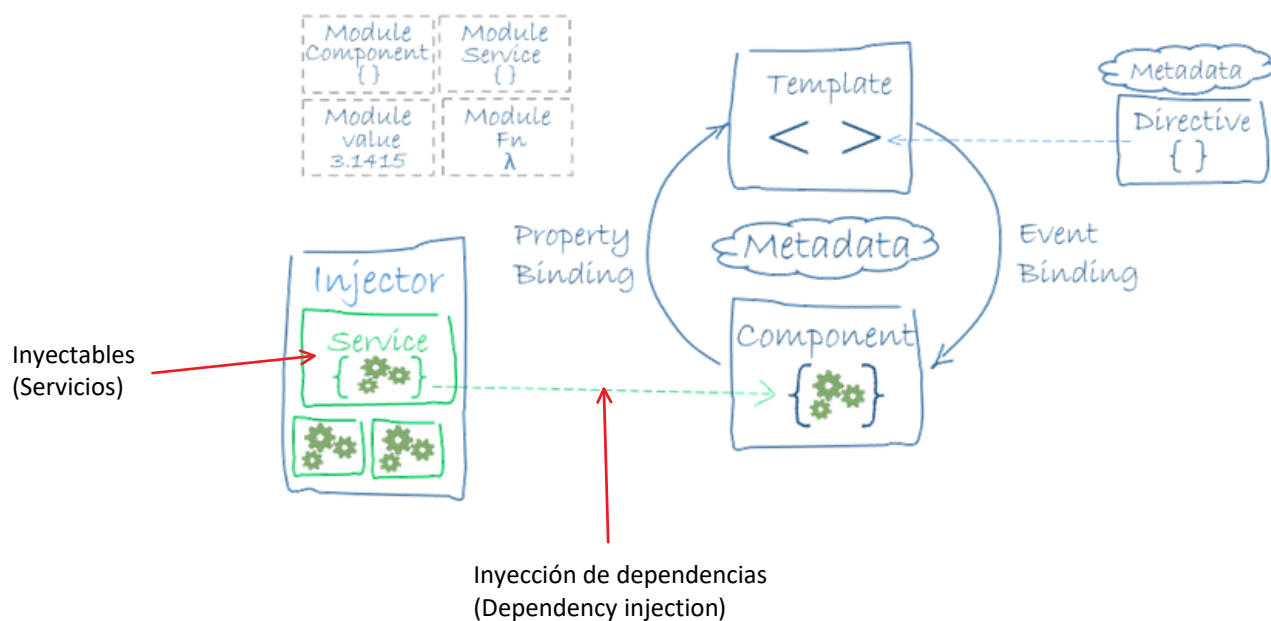 Module
Component
{ }
Module
Service
{ }
Module
value
3.1415
Module
Fn
λ
Template
< >
Metadata
Directive
{ }
Property
Binding
Metadata
Event
Binding
Injector
Service
{ }
Component
{ }
Inyectables
(Servicios)
Inyección de dependencias
(Dependency injection)